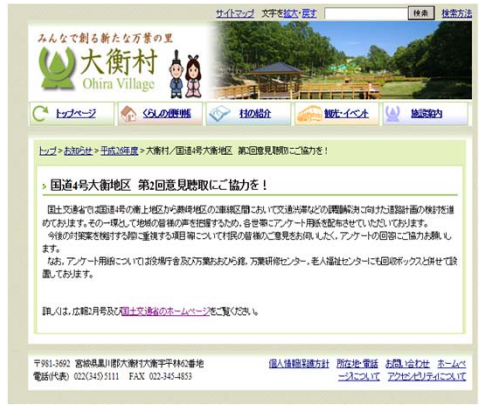 サイトマップ 文字を拡大・戻す 検索 検索方法
みんなで創る新たな万葉の里
大衡村
Ohira Village
トップページ くらしの便利帳 村の紹介 観光・イベント 施設案内
トップ>お知らせ>平成26年度>大衡村/国道4号大衡地区 第2回意見聴取にご協力を!
国道4号大衡地区 第2回意見聴取にご協力を!
国土交通省では国道4号の衡上地区から蕨崎地区の2車線区間において交通渋滞などの課題解消に向けた道路計画の検討を進
めております。その一環として地域の皆様の声を把握するため、各世帯にアンケート用紙を配布させていただいております。
今後の対策案を検討する際に重視する項目等について村民の皆様のご意見をお伺いしたく、アンケートの回答にご協力お願いし
ます。
なお、アンケート用紙については役場庁舎及び万葉おおひら館、万葉研修センター、老人福祉センターにも回収ボックスと併せて設
置しております。
詳しくは、広報2月号及び国土交通省のホームページをご覧ください。
〒981-3692 宮城県黒川郡大衡村大衡字平林62番地
電話(代表) 022(345)5111 FAX 022-345-4853
個人情報保護方針 所在地・電話 お問い合わせ ホームペ
ージについて アクセシビリティについて